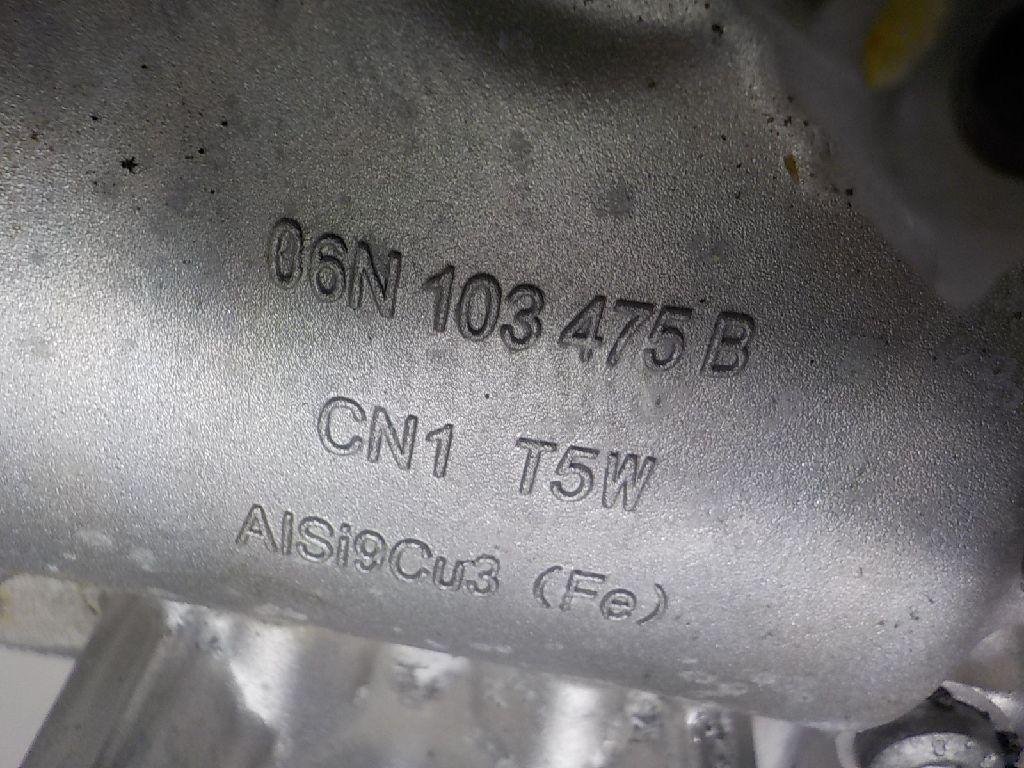 06N 103 475 B
CN1 T5W
AlSi9Cu3 (Fe)